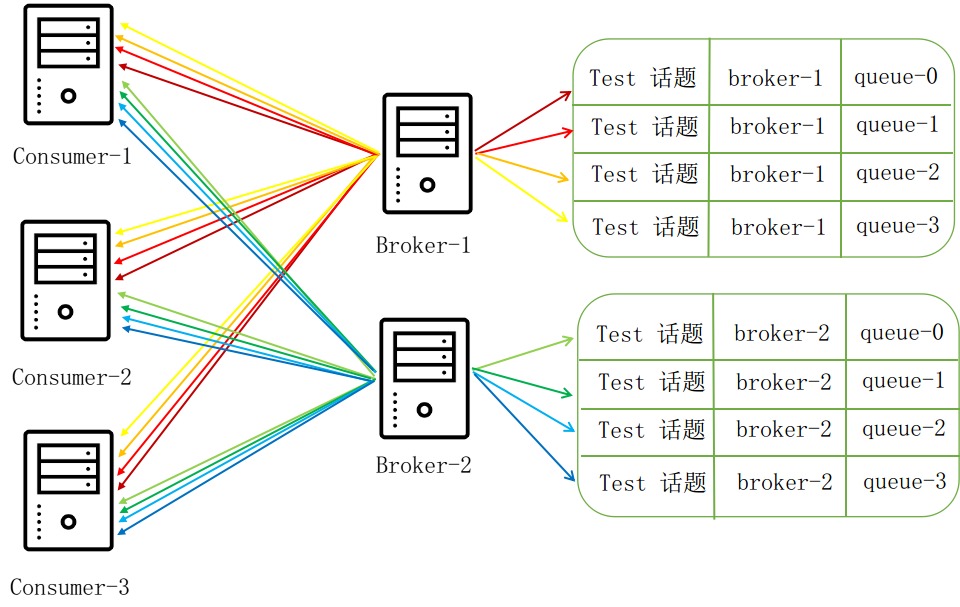 Consumer-1
Consumer-2
Consumer-3
Broker-1
Broker-2
Test 话题 broker-1 queue-0
Test 话题 broker-1 queue-1
Test 话题 broker-1 queue-2
Test 话题 broker-1 queue-3
Test 话题 broker-2 queue-0
Test 话题 broker-2 queue-1
Test 话题 broker-2 queue-2
Test 话题 broker-2 queue-3